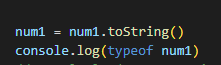 num1 = num1.toString()
console.log(typeof num1)